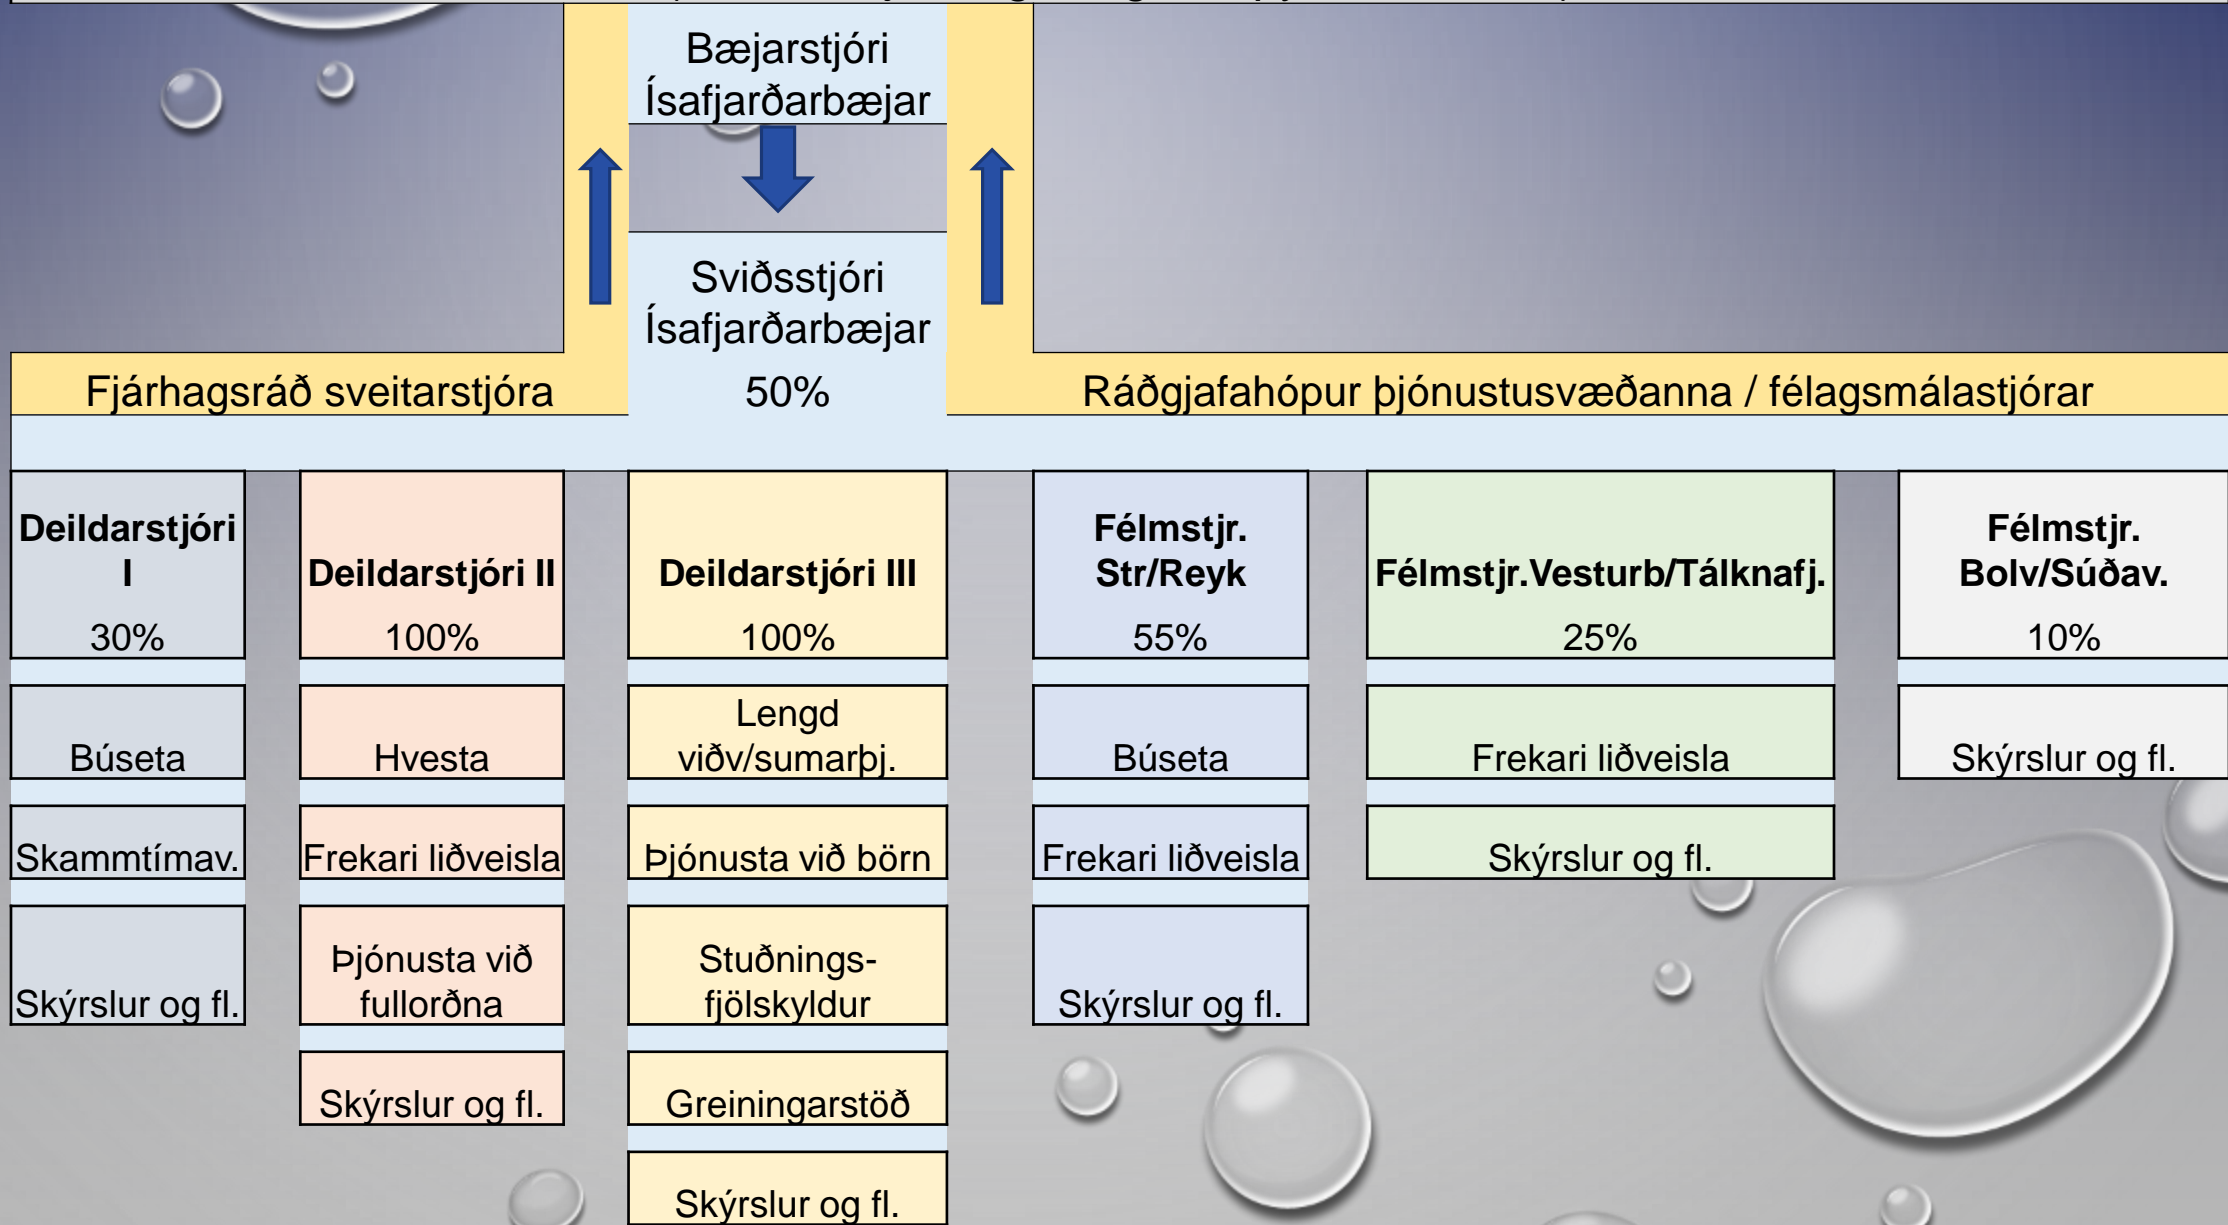 Bæjarstjóri
Ísafjarðarbæjar
Sviðsstjóri
Ísafjarðarbæjar
Fjárhagsráð sveitarstjóra
50%
Ráðgjafahópur þjónustusvæðanna / félagsmálastjórar
Deildarstjóri
I
30%
Búseta
Skammtímav.
Skýrslur og fl.
Deildarstjóri II
100%
Hvesta
Frekari liðveisla
Þjónusta við
fullorðna
Skýrslur og fl.
Deildarstjóri III
100%
Lengd
viðv/sumarþj.
Þjónusta við börn
Stuðnings-
fjölskyldur
Greiningarstöð
Skýrslur og fl.
Félmstjr.
Str/Reyk
55%
Búseta
Frekari liðveisla
Skýrslur og fl.
Félmstjr.Vesturb/Tálknafj.
25%
Frekari liðveisla
Skýrslur og fl.
Félmstjr.
Bolv/Súðav.
10%
Skýrslur og fl.